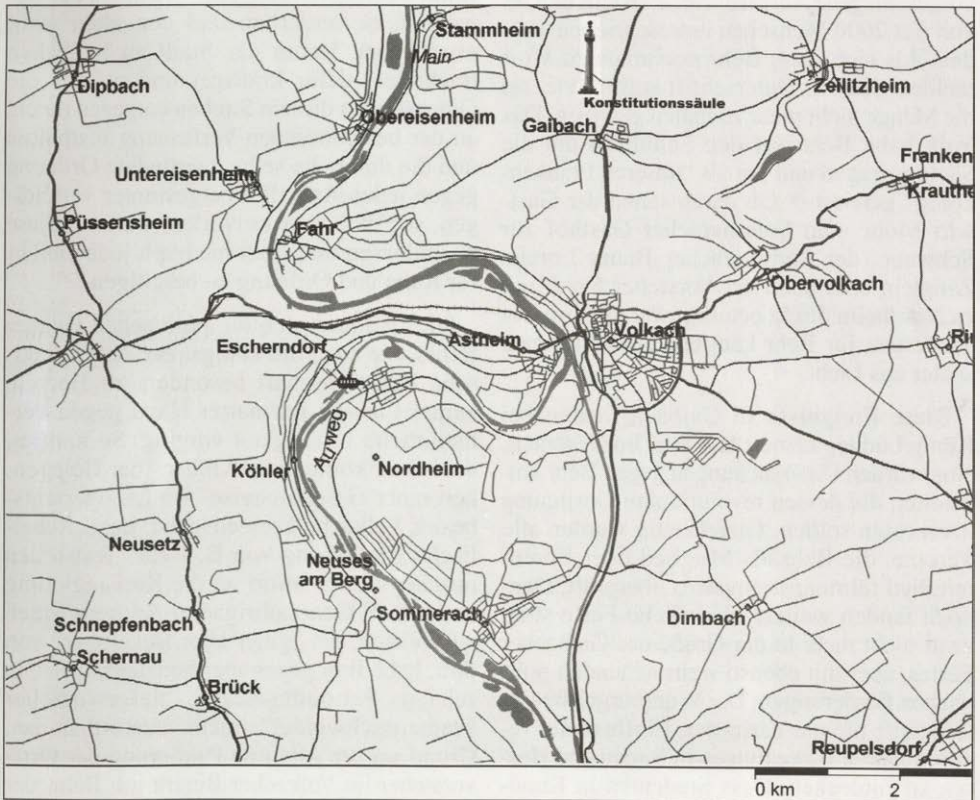 Stammheim
Main
Dipbach
Zeilitzheim
Konstitutionssäule
Obereisenheim
Gaibach
Franken
Krauthe
Untereisenheim
Püssensheim
Fahr
Obervolkach
Volkach
Astheim
Escherndorf
Auweg
Köhler
Nordheim
Neusetz
Neuses
am Berg
Sommerach
Dimbach
Schnepfenbach
Schernau
Brück
Reupelsdorf
0 km 2